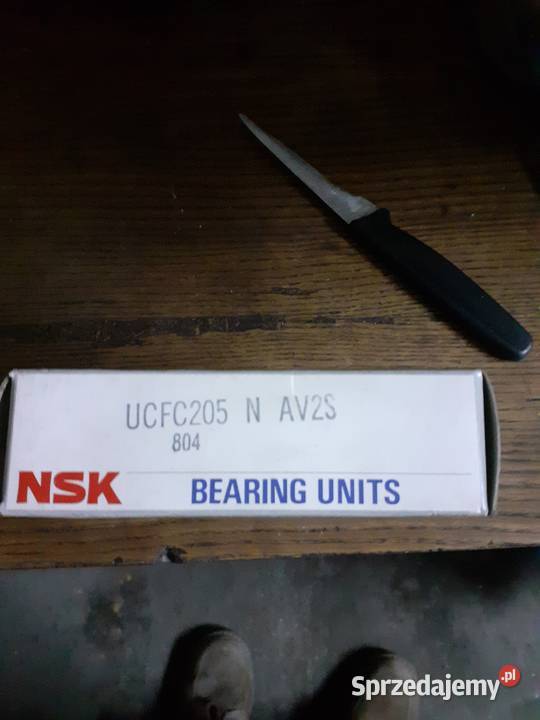 UCFC205 N AV2S
804
NSK BEARING UNITS
Sprzedajemy.pl